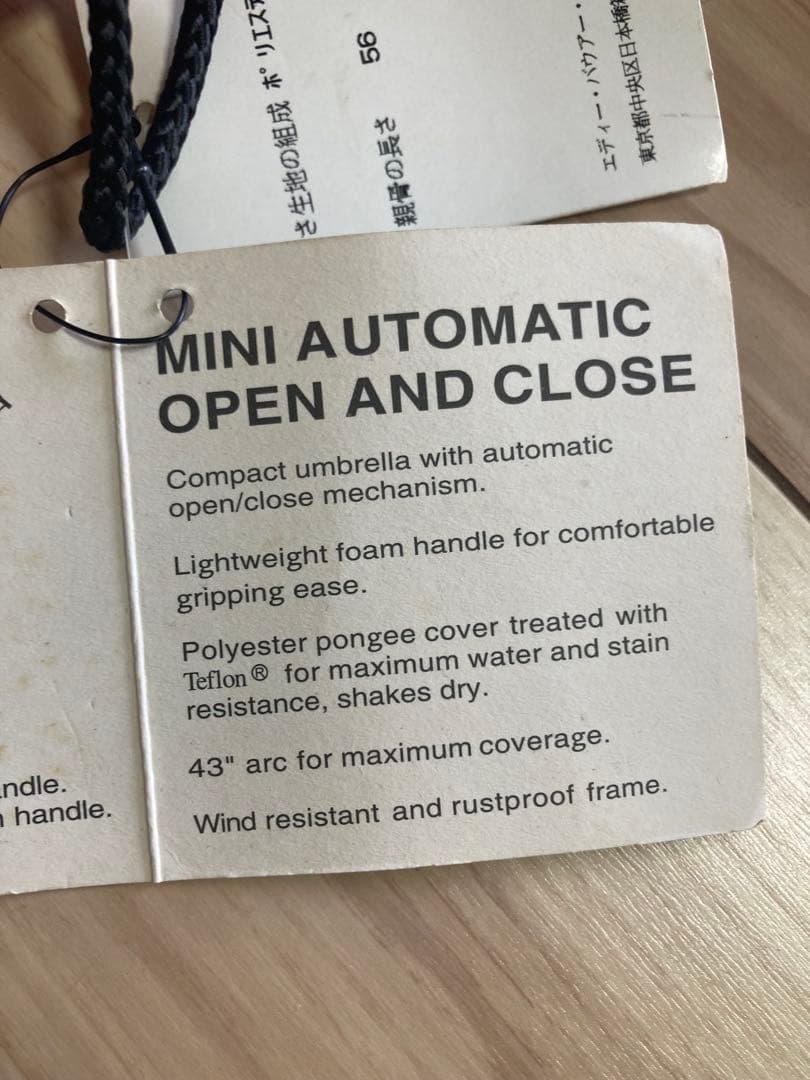 さ生地の組成 ポリエステ
親骨の長さ 56
エディー・バウアー・
東京都中央区日本橋
MINI AUTOMATIC
OPEN AND CLOSE
Compact umbrella with automatic
open/close mechanism.
Lightweight foam handle for comfortable
gripping ease.
Polyester pongee cover treated with
Teflon® for maximum water and stain
resistance, shakes dry.
43" arc for maximum coverage.
Wind resistant and rustproof frame.
ndle.
handle.